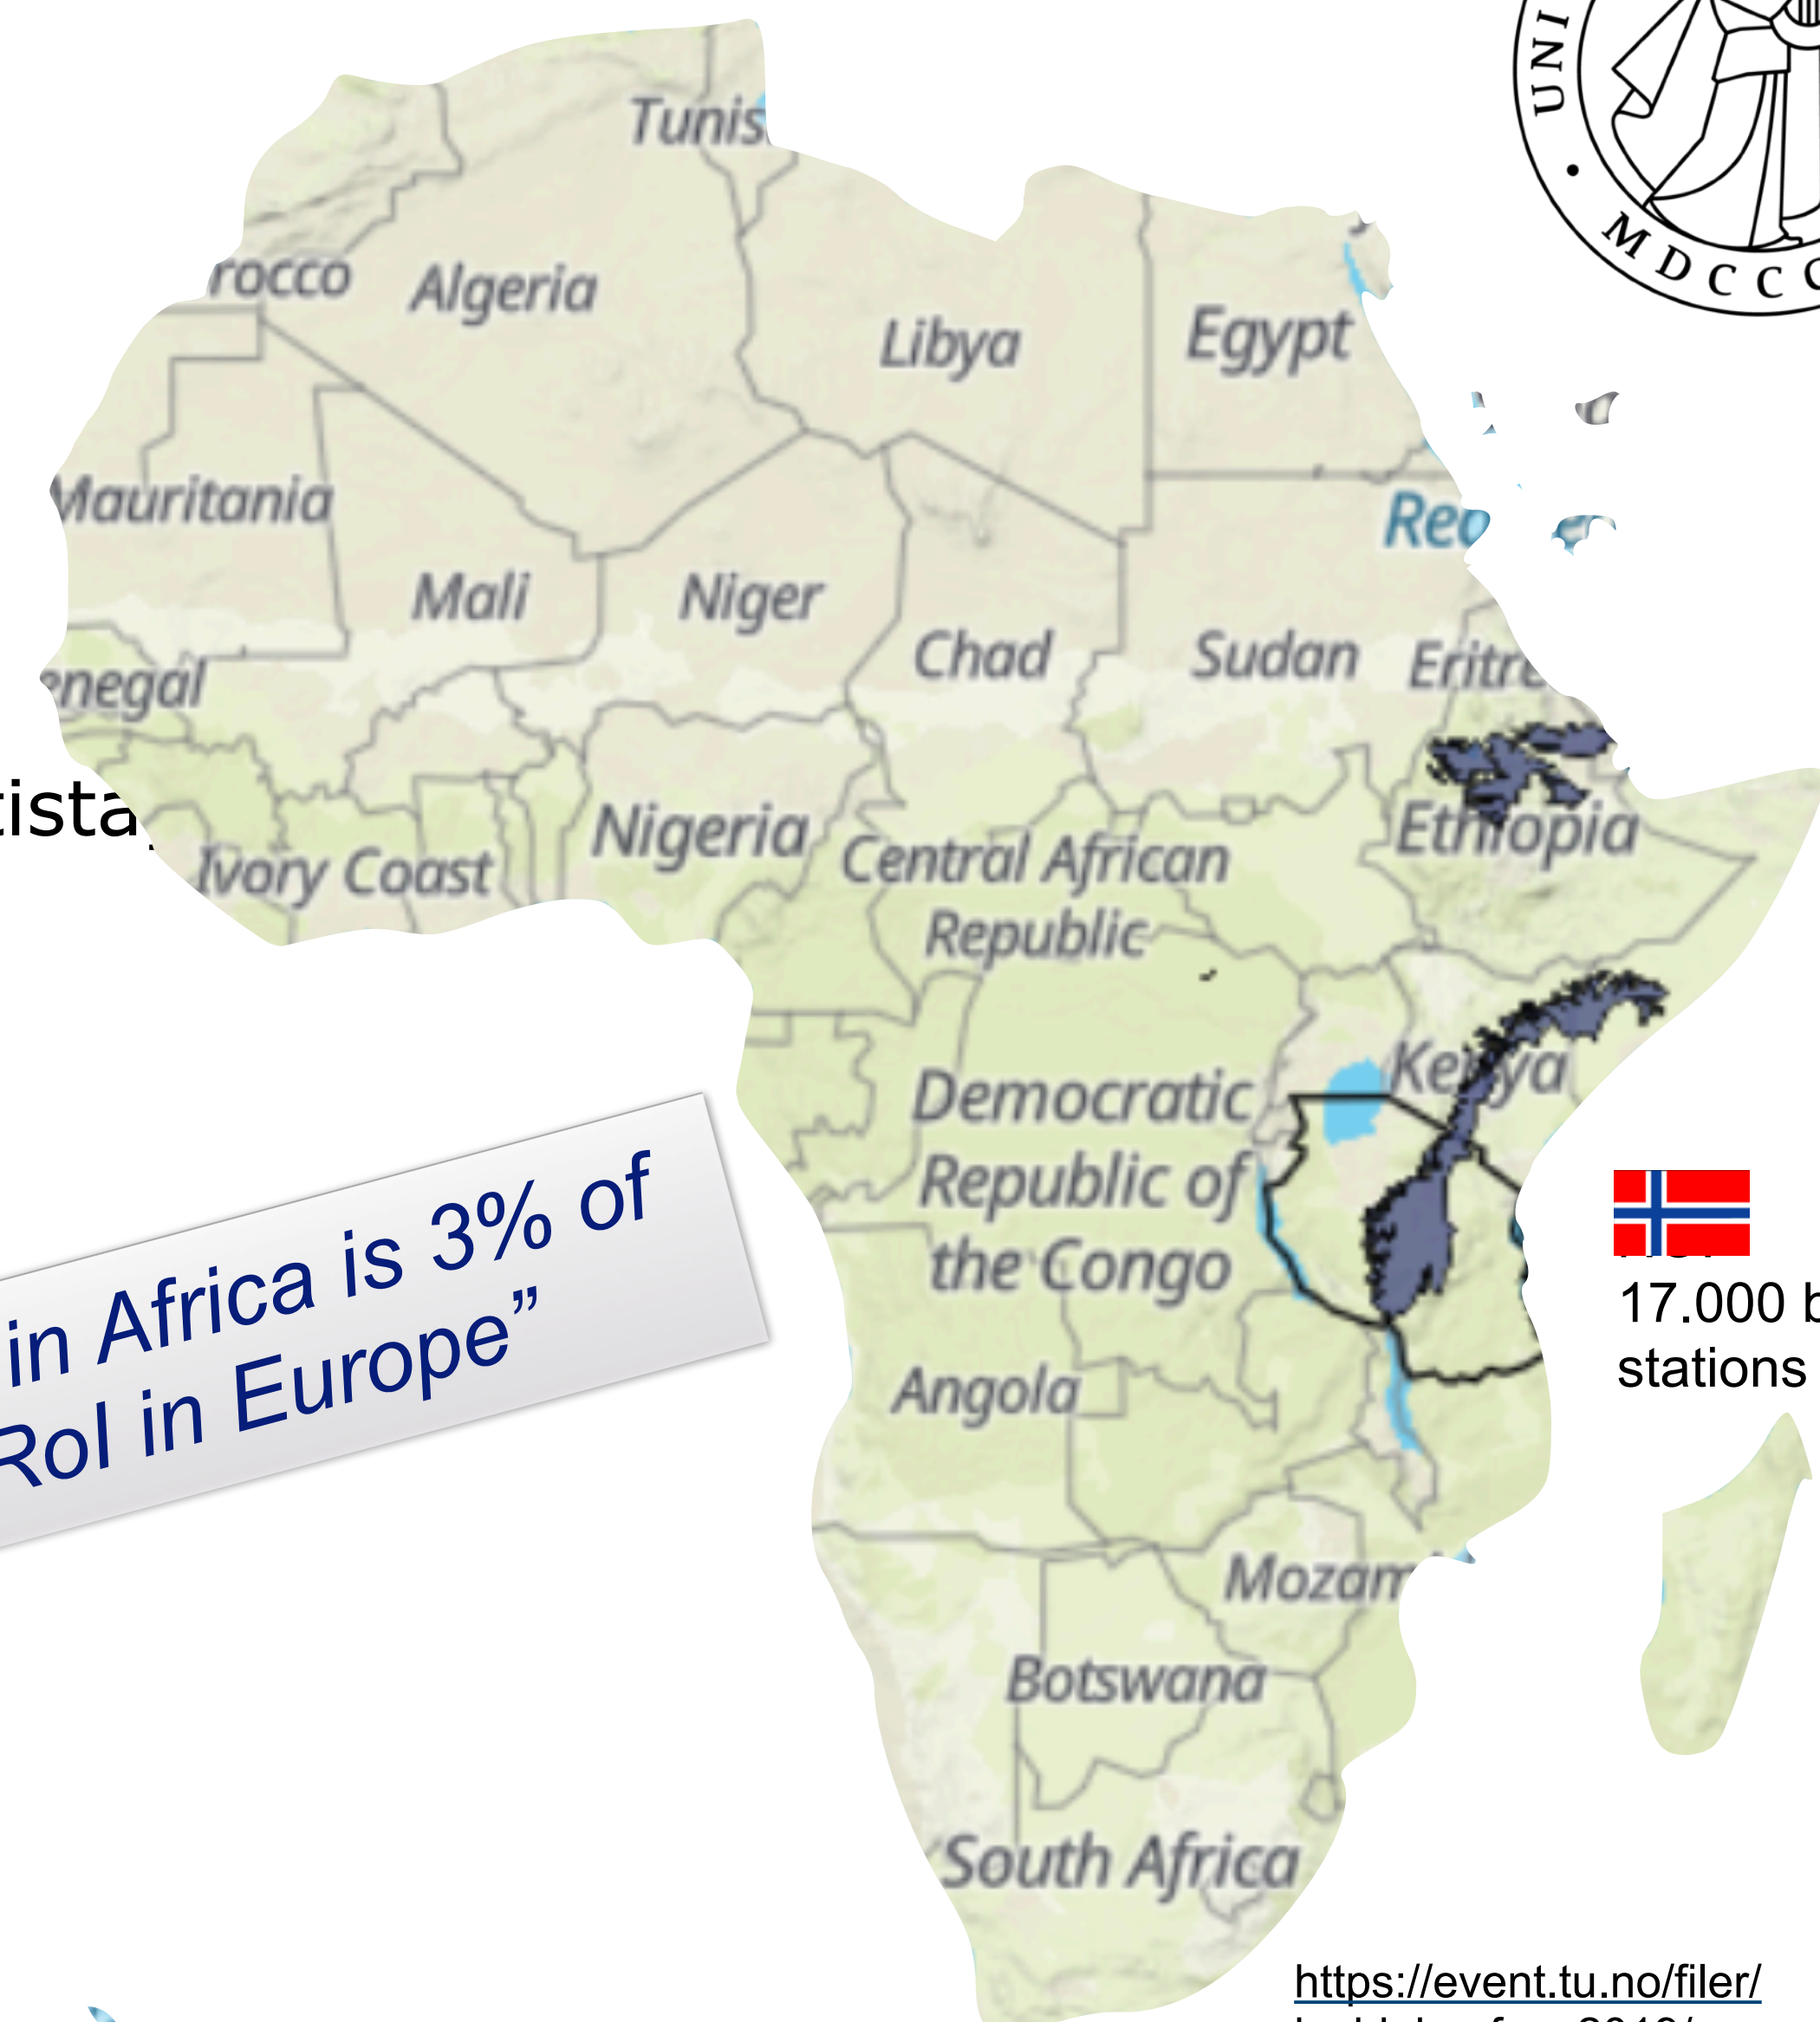 UNI
MDCCC
Tunis
rocco
Algeria
Libya
Egypt
Mauritania
Red
Mali
Niger
Chad
Sudan
Eritre
enegal
tista
Nigeria
Ethiopia
Ivory Coast
Central African
Republic
Kenya
Democratic
Republic of
the Congo
in Africa is 3% of
RoI in Europe”
17.000 b
stations
Angola
Mozam
Botswana
South Africa
https://event.tu.no/filer/